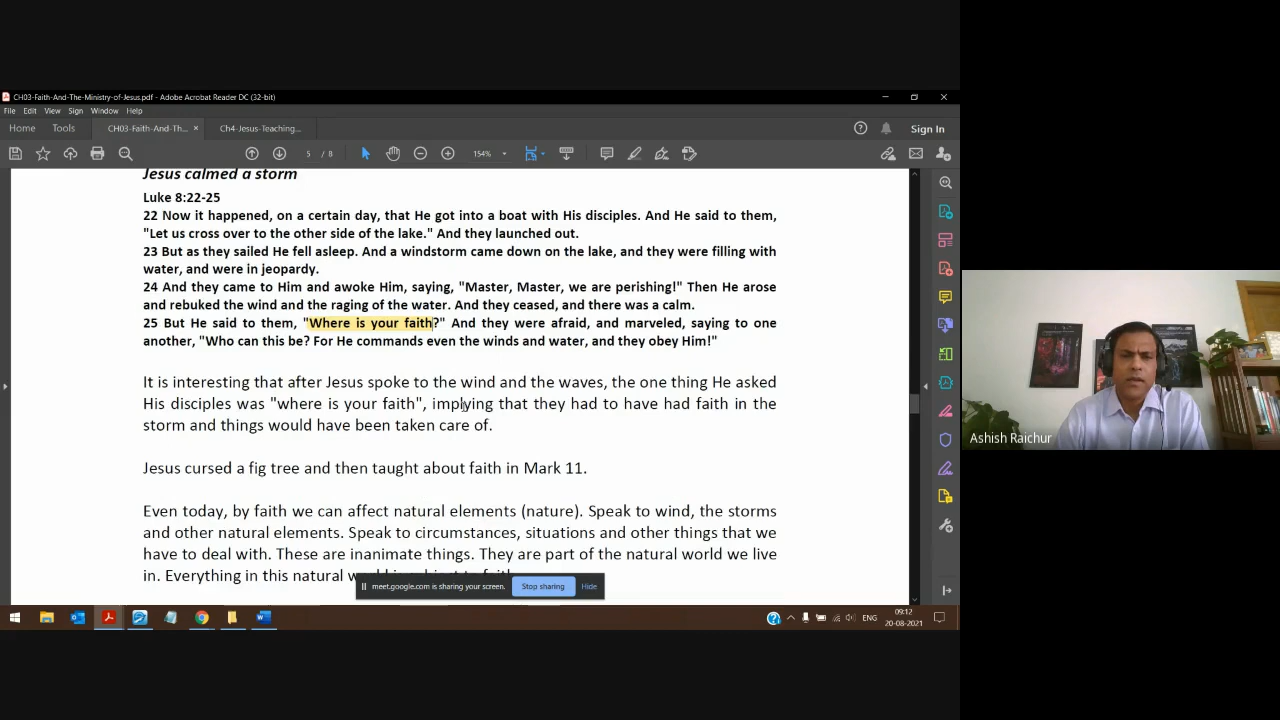 CH03-Faith-And-The-Ministry-of-Jesus.pdf - Adobe Acrobat Reader DC (32-bit)
File Edit View Sign Window Help
Home Tools CH03-Faith-And-Th... × Ch4-Jesus-Teaching... Sign In
5 / 8 154%
Jesus calmed a storm
Luke 8:22-25
22 Now it happened, on a certain day, that He got into a boat with His disciples. And He said to them,
"Let us cross over to the other side of the lake." And they launched out.
23 But as they sailed He fell asleep. And a windstorm came down on the lake, and they were filling with
water, and were in jeopardy.
24 And they came to Him and awoke Him, saying, "Master, Master, we are perishing!" Then He arose
and rebuked the wind and the raging of the water. And they ceased, and there was a calm.
25 But He said to them, "Where is your faith?" And they were afraid, and marveled, saying to one
another, "Who can this be? For He commands even the winds and water, and they obey Him!"
It is interesting that after Jesus spoke to the wind and the waves, the one thing He asked
His disciples was "where is your faith", implying that they had to have had faith in the
storm and things would have been taken care of.
Jesus cursed a fig tree and then taught about faith in Mark 11.
Even today, by faith we can affect natural elements (nature). Speak to wind, the storms
and other natural elements. Speak to circumstances, situations and other things that we
have to deal with. These are inanimate things. They are part of the natural world we live
in. Everything in this natural
meet.google.com is sharing your screen. Stop sharing Hide
ENG 09:12
20-08-2021
Ashish Raichur